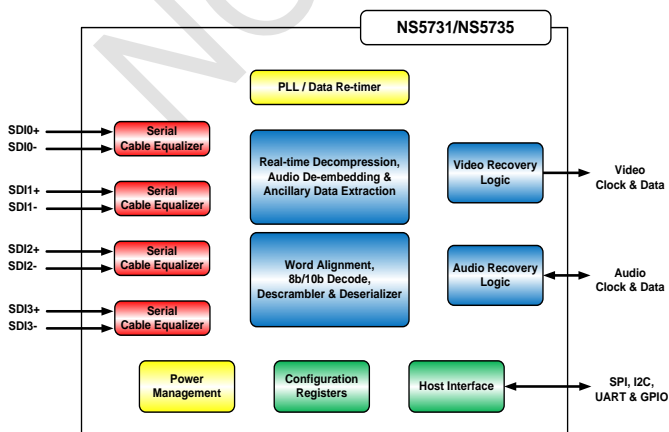 NS5731/NS5735
PLL / Data Re-timer
SDI0+
SDI0-
Serial
Cable Equalizer
SDI1+
SDI1-
Serial
Cable Equalizer
SDI2+
SDI2-
Serial
Cable Equalizer
SDI3+
SDI3-
Serial
Cable Equalizer
Real-time Decompression,
Audio De-embedding &
Ancillary Data Extraction
Word Alignment,
8b/10b Decode,
Descrambler & Deserializer
Video Recovery
Logic
Video
Clock & Data
Audio Recovery
Logic
Audio
Clock & Data
Power
Management
Configuration
Registers
Host Interface
SPI, I2C,
UART & GPIO